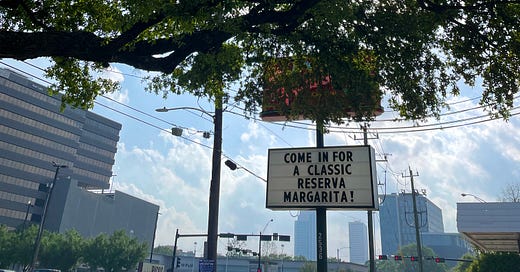 COME IN FOR
A CLASSIC
RESERVA
MARGARITA!